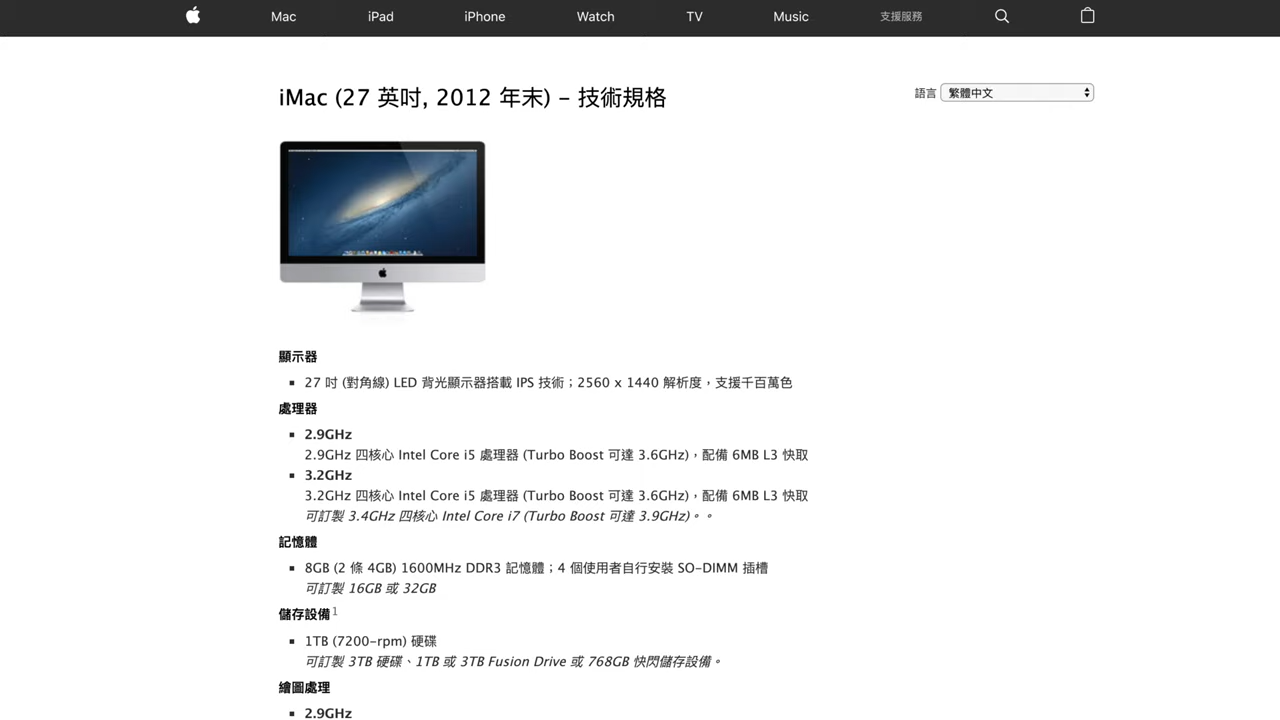 Mac iPad iPhone Watch TV Music 支援服務
iMac (27 英吋, 2012 年末) – 技術規格
語言 繁體中文
顯示器
27 吋 (對角線) LED 背光顯示器搭載 IPS 技術；2560 x 1440 解析度，支援千百萬色
處理器
2.9GHz
2.9GHz 四核心 Intel Core i5 處理器 (Turbo Boost 可達 3.6GHz)，配備 6MB L3 快取
3.2GHz
3.2GHz 四核心 Intel Core i5 處理器 (Turbo Boost 可達 3.6GHz)，配備 6MB L3 快取
可訂製 3.4GHz 四核心 Intel Core i7 (Turbo Boost 可達 3.9GHz)。。
記憶體
8GB (2 條 4GB) 1600MHz DDR3 記憶體；4 個使用者自行安裝 SO-DIMM 插槽
可訂製 16GB 或 32GB
儲存設備1
1TB (7200-rpm) 硬碟
可訂製 3TB 硬碟、1TB 或 3TB Fusion Drive 或 768GB 快閃儲存設備。
繪圖處理
2.9GHz